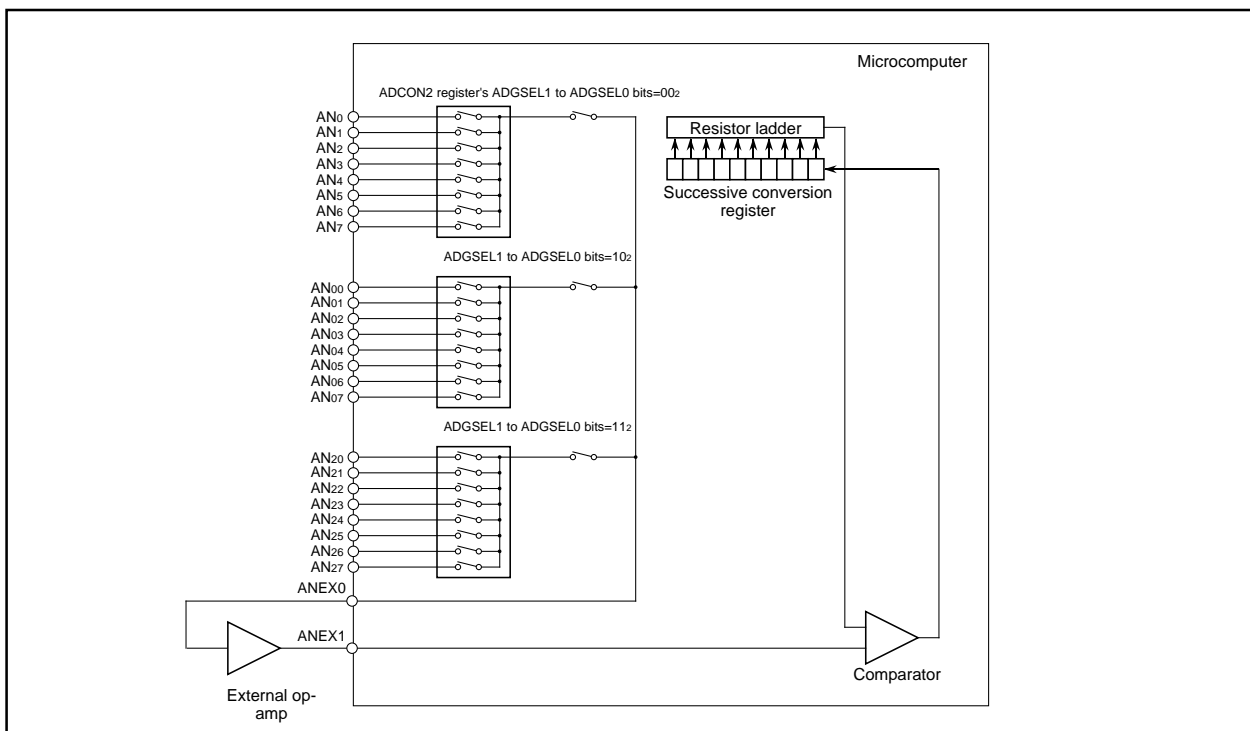 Microcomputer
ADCON2 register's ADGSEL1 to ADGSEL0 bits=002
AN0
AN1
AN2
AN3
AN4
AN5
AN6
AN7
Resistor ladder
Successive conversion
register
ADGSEL1 to ADGSEL0 bits=102
AN00
AN01
AN02
AN03
AN04
AN05
AN06
AN07
ADGSEL1 to ADGSEL0 bits=112
AN20
AN21
AN22
AN23
AN24
AN25
AN26
AN27
ANEX0
ANEX1
Comparator
External op-
amp